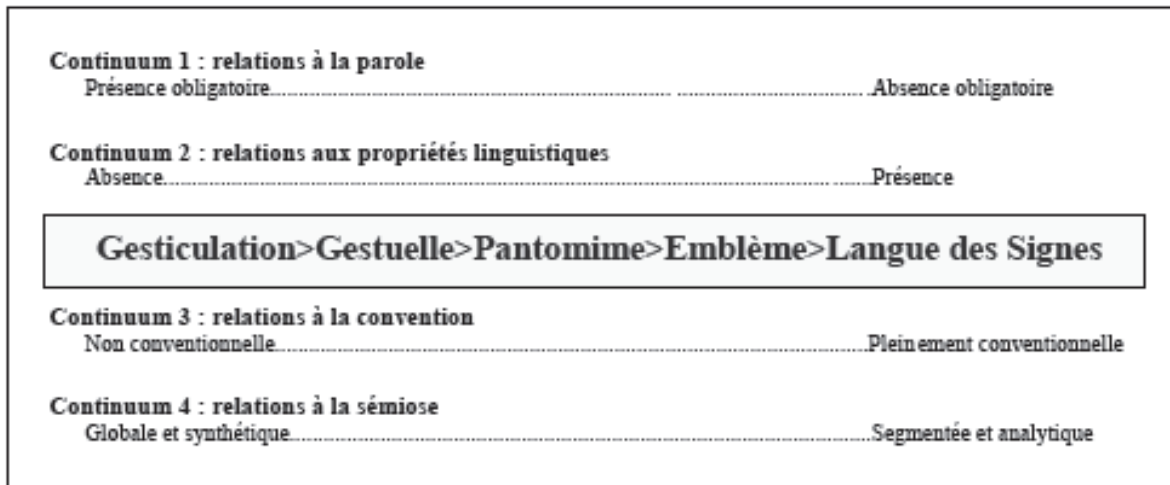 Continuum 1 : relations à la parole
Présence obligatoire........................................................................................Absence obligatoire
Continuum 2 : relations aux propriétés linguistiques
Absence........................................................................................Présence
Gesticulation>Gestuelle>Pantomime>Emblème>Langue des Signes
Continuum 3 : relations à la convention
Non conventionnelle........................................................................................Pleinement conventionnelle
Continuum 4 : relations à la sémiose
Globale et synthétique........................................................................................Segmentée et analytique